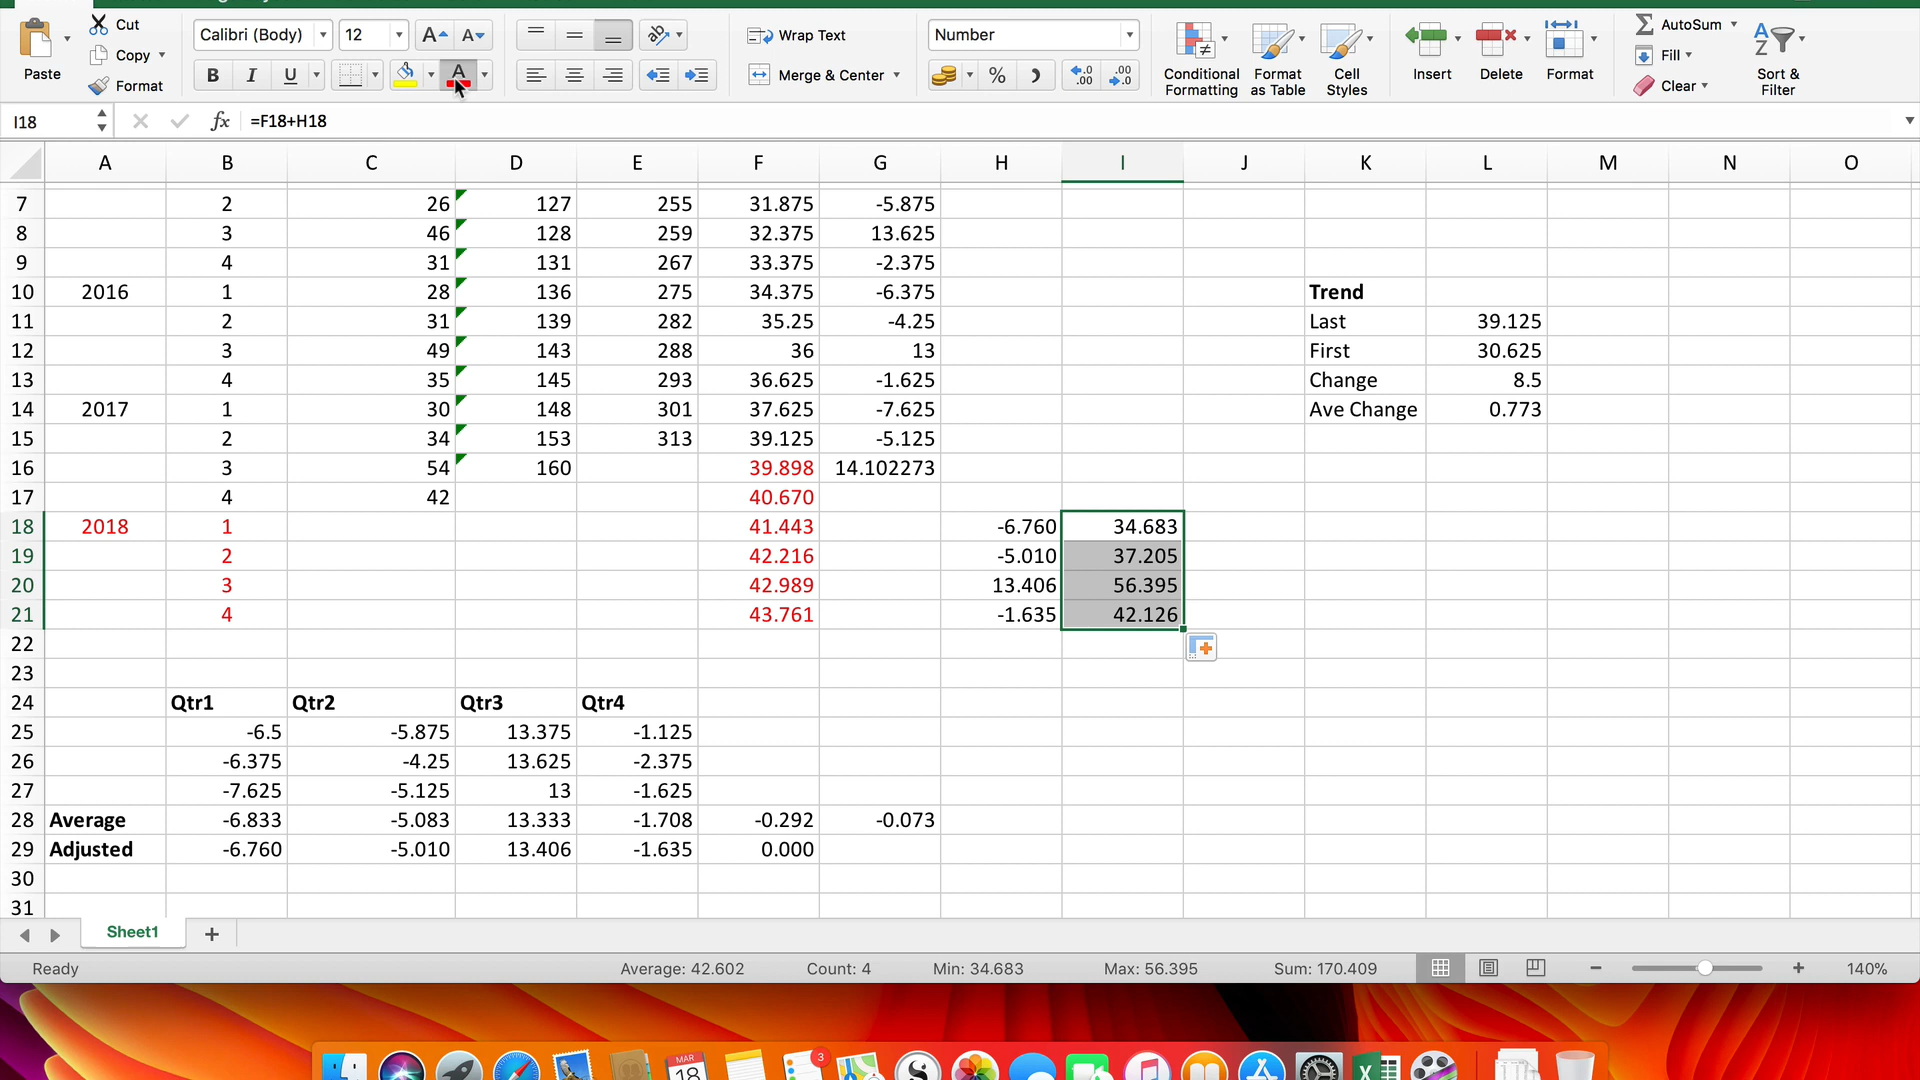 Cut
Calibri (Body) 12 A A
Wrap Text
Number
AutoSum
Copy
Fill
Paste
Format
B I U A
Merge & Center
%
Conditional Formatting
Format as Table
Cell Styles
Insert
Delete
Format
Clear
Sort & Filter
I18 fx =F18+H18
A B C D E F G H I J K L M N O
7 2 26 127 255 31.875 -5.875
8 3 46 128 259 32.375 13.625
9 4 31 131 267 33.375 -2.375
10 2016 1 28 136 275 34.375 -6.375 Trend
11 2 31 139 282 35.25 -4.25 Last 39.125
12 3 49 143 288 36 13 First 30.625
13 4 35 145 293 36.625 -1.625 Change 8.5
14 2017 1 30 148 301 37.625 -7.625 Ave Change 0.773
15 2 34 153 313 39.125 -5.125
16 3 54 160 39.898 14.102273
17 4 42 40.670
18 2018 1 41.443 -6.760 34.683
19 2 42.216 -5.010 37.205
20 3 42.989 13.406 56.395
21 4 43.761 -1.635 42.126
22
23
24 Qtr1 Qtr2 Qtr3 Qtr4
25 -6.5 -5.875 13.375 -1.125
26 -6.375 -4.25 13.625 -2.375
27 -7.625 -5.125 13 -1.625
28 Average -6.833 -5.083 13.333 -1.708 -0.292 -0.073
29 Adjusted -6.760 -5.010 13.406 -1.635 0.000
30
31
Sheet1 +
Ready Average: 42.602 Count: 4 Min: 34.683 Max: 56.395 Sum: 170.409 140%
MAR
18
3